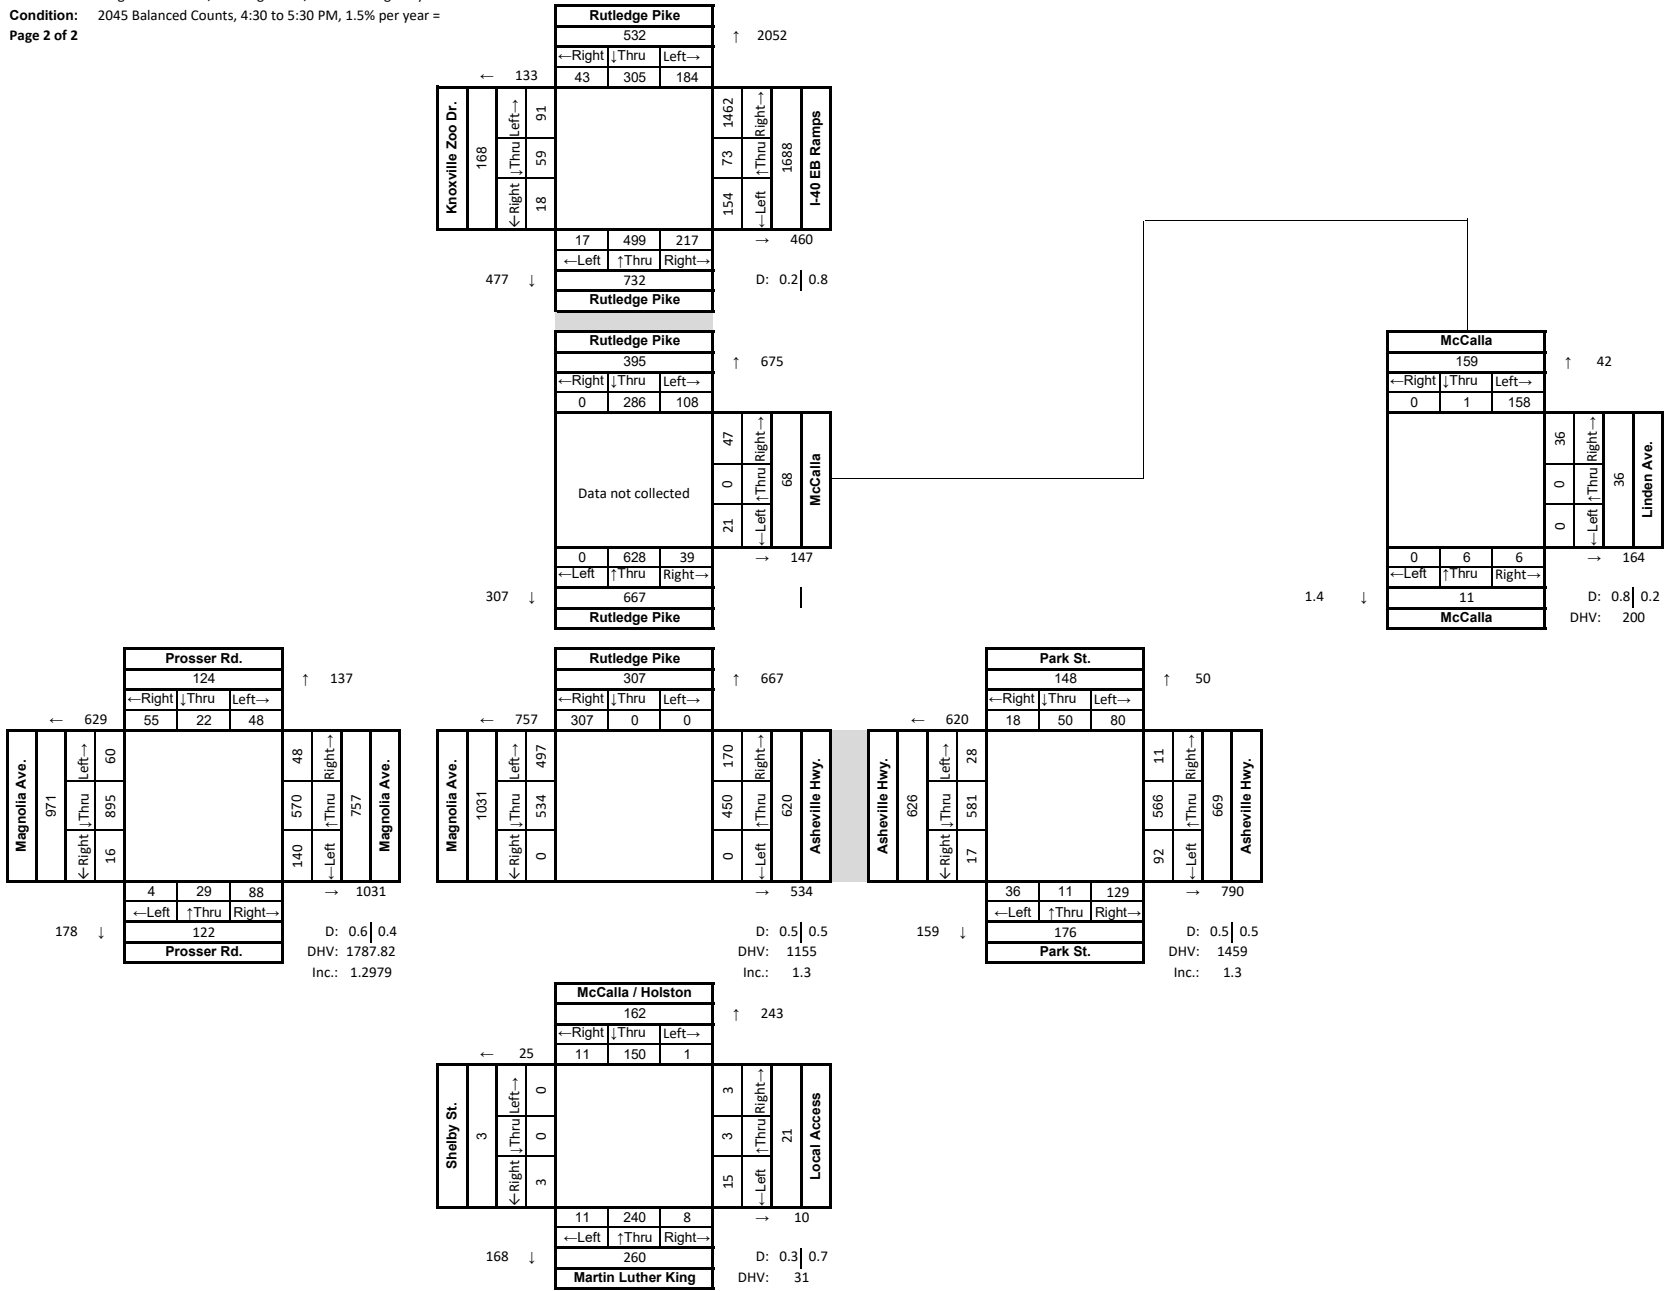 Condition: 2045 Balanced Counts, 4:30 to 5:30 PM, 1.5% per year =
Page 2 of 2
Rutledge Pike
532 ↑ 2052
←Right ↓Thru Left→
← 133 43 305 184
Knoxville Zoo Dr. 168 ←Right ↓Thru Left→ 18 59 91
154 73 1462 ←Left ↑Thru Right→ 1688 I-40 EB Ramps
17 499 217 → 460
←Left ↑Thru Right→
477 ↓ 732 D: 0.2 0.8
Rutledge Pike
Rutledge Pike
395 ↑ 675
←Right ↓Thru Left→
0 286 108
Data not collected
21 0 47 ←Left ↑Thru Right→ 68 McCalla
0 628 39 → 147
←Left ↑Thru Right→
307 ↓ 667
Rutledge Pike
McCalla
159 ↑ 42
←Right ↓Thru Left→
0 1 158
0 0 36 ←Left ↑Thru Right→ 36 Linden Ave.
0 6 6 → 164
←Left ↑Thru Right→
1.4 ↓ 11 D: 0.8 0.2
McCalla DHV: 200
Prosser Rd.
124 ↑ 137
←Right ↓Thru Left→
← 629 55 22 48
Magnolia Ave. 971 ←Right ↓Thru Left→ 16 895 60
140 570 48 ←Left ↑Thru Right→ 757 Magnolia Ave.
4 29 88 → 1031
←Left ↑Thru Right→
178 ↓ 122 D: 0.6 0.4
Prosser Rd. DHV: 1787.82
Inc.: 1.2979
Rutledge Pike
307 ↑ 667
←Right ↓Thru Left→
← 757 307 0 0
Magnolia Ave. 1031 ←Right ↓Thru Left→ 0 534 497
0 450 170 ←Left ↑Thru Right→ 620 Asheville Hwy.
→ 534
D: 0.5 0.5
DHV: 1155
Inc.: 1.3
Park St.
148 ↑ 50
←Right ↓Thru Left→
← 620 18 50 80
Asheville Hwy. 626 ←Right ↓Thru Left→ 17 581 28
92 566 11 ←Left ↑Thru Right→ 669 Asheville Hwy.
36 11 129 → 790
←Left ↑Thru Right→
159 ↓ 176 D: 0.5 0.5
Park St. DHV: 1459
Inc.: 1.3
McCalla / Holston
162 ↑ 243
←Right ↓Thru Left→
← 25 11 150 1
Shelby St. 3 ←Right ↓Thru Left→ 3 0 0
15 3 3 ←Left ↑Thru Right→ 21 Local Access
11 240 8 → 10
←Left ↑Thru Right→
168 ↓ 260 D: 0.3 0.7
Martin Luther King DHV: 31